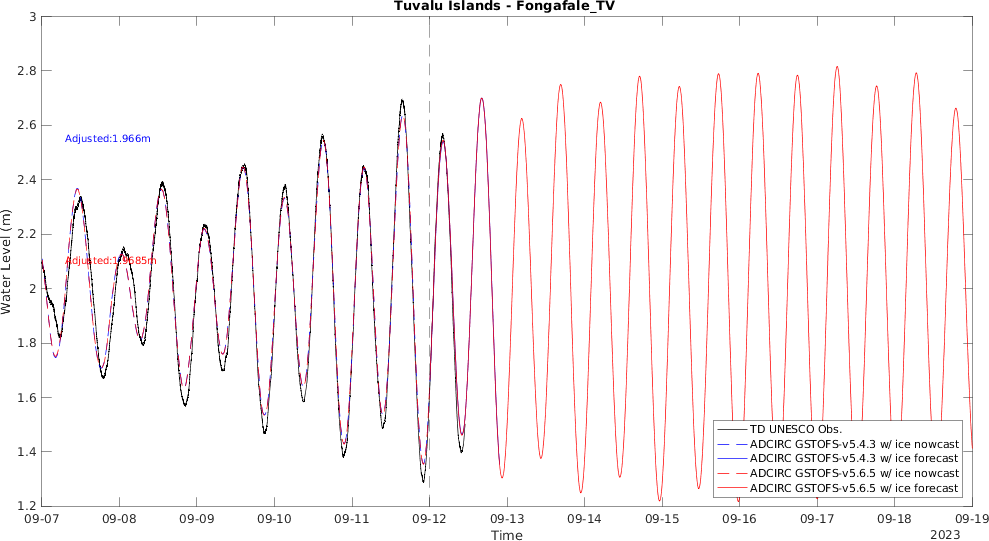 Tuvalu Islands - Fongafale_TV
3
2.8
2.6
2.4
2.2
2
1.8
1.6
1.4
1.2
Water Level (m)
Adjusted:1.966m
Adjusted:1.9685m
TD UNESCO Obs.
ADCIRC GSTOFS-v5.4.3 w/ ice nowcast
ADCIRC GSTOFS-v5.4.3 w/ ice forecast
ADCIRC GSTOFS-v5.6.5 w/ ice nowcast
ADCIRC GSTOFS-v5.6.5 w/ ice forecast
09-07 09-08 09-09 09-10 09-11 09-12 09-13 09-14 09-15 09-16 09-17 09-18 09-19
Time
2023